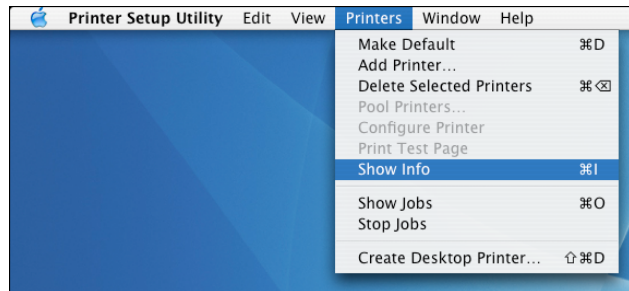 Printer Setup Utility Edit View Printers Window Help
Make Default ⌘D
Add Printer...
Delete Selected Printers ⌘⌫
Pool Printers...
Configure Printer
Print Test Page
Show Info ⌘I
Show Jobs ⌘O
Stop Jobs
Create Desktop Printer... ⇧⌘D